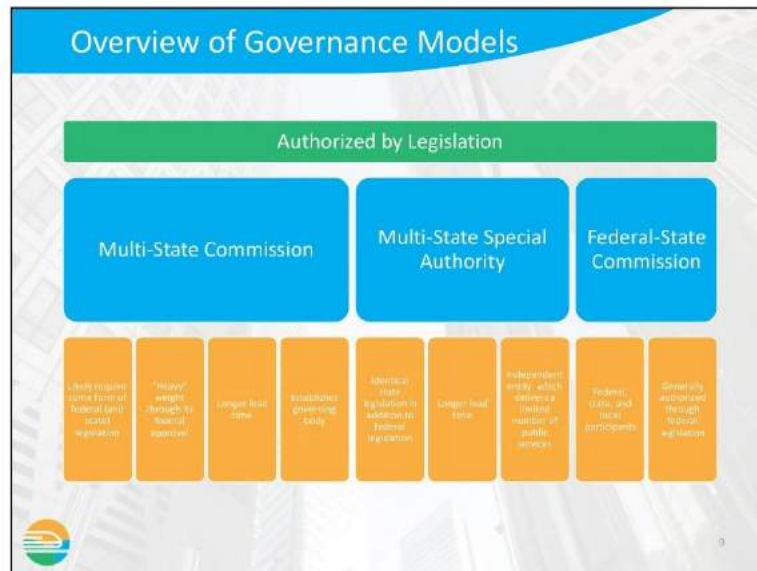 Overview of Governance Models
Authorized by Legislation
Multi-State Commission
Multi-State Special
Authority
Federal-State
Commission
Likely require
some form of
federal (and
state) legislation
"Heavy"
weight
through its
federal approval
Longer lead
time
Establishes
governing
body
Identical
state
legislation in
addition to
Federal
legislation
Longer lead
time
Independent
entity which
delivers a
limited
number of
public
services
Federal,
state, and
local
participants
Generally
authorized
through
federal
legislation
9